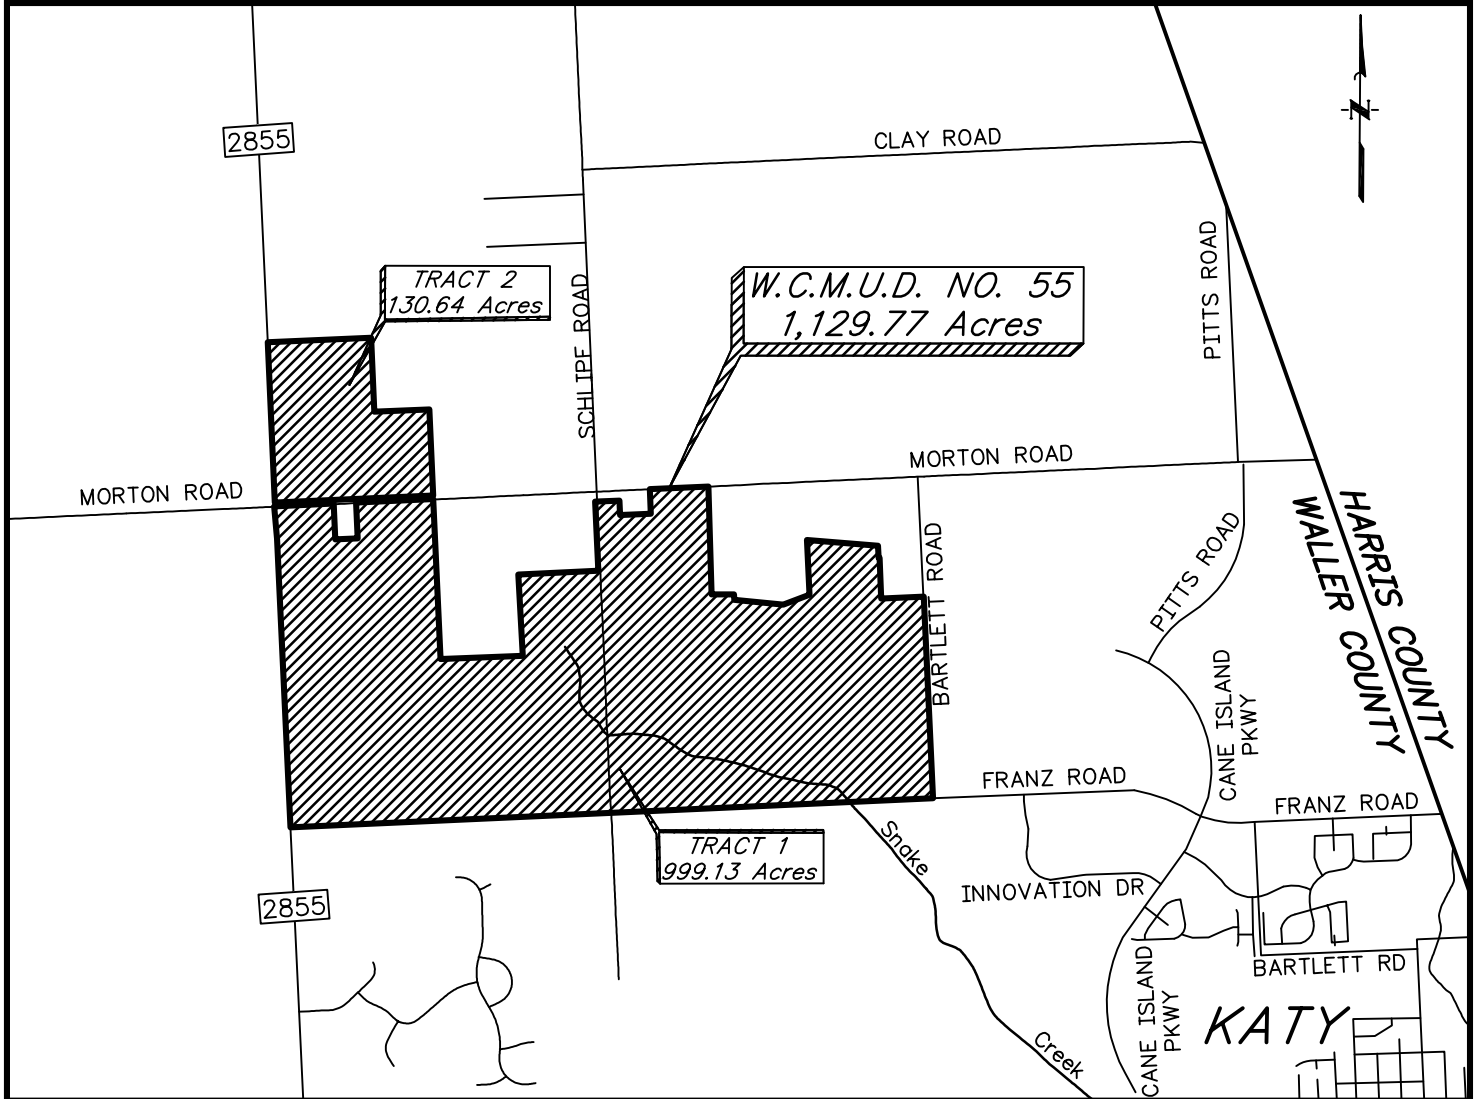 2855
CLAY ROAD
N
PITTS ROAD
TRACT 2
130.64 Acres
SCHLIPF ROAD
W.C.M.U.D. NO. 55
1,129.77 Acres
MORTON ROAD
MORTON ROAD
HARRIS COUNTY
WALLER COUNTY
PITTS ROAD
BARTLETT ROAD
CANE ISLAND
PKWY
FRANZ ROAD
FRANZ ROAD
TRACT 1
999.13 Acres
Snake
INNOVATION DR
2855
BARTLETT RD
CANE ISLAND
PKWY
KATY
Creek